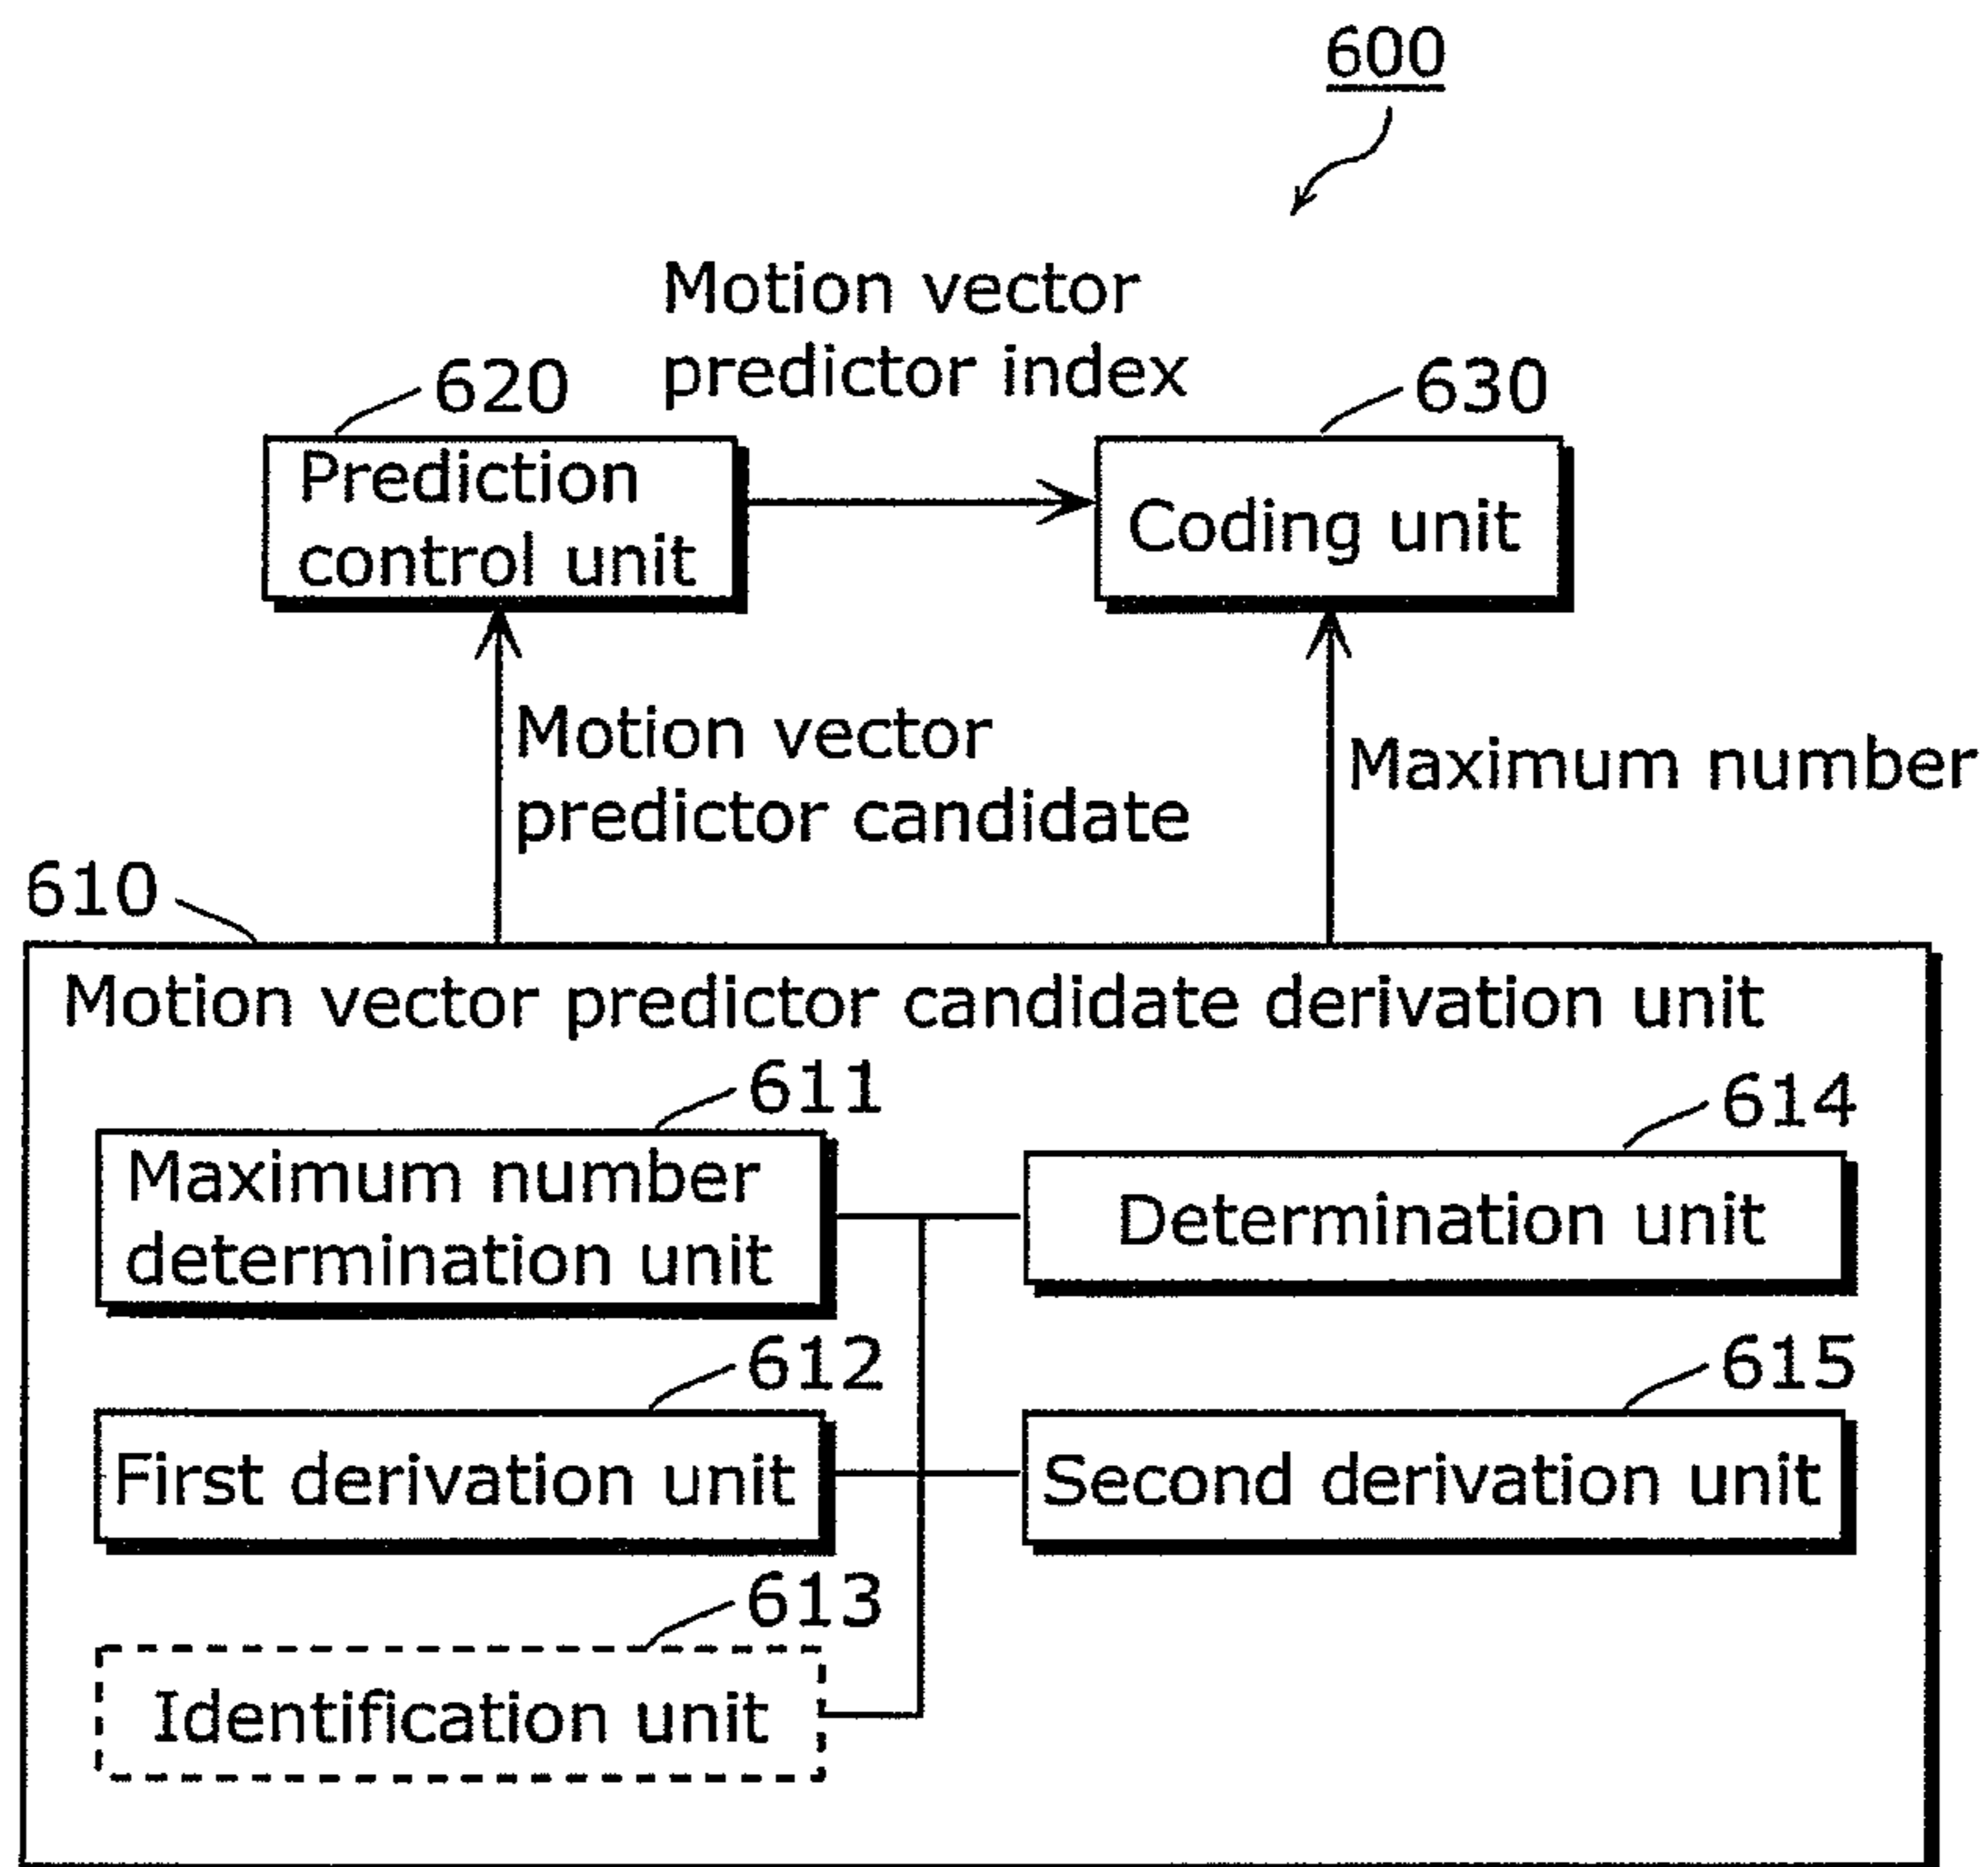 600
Motion vector
predictor index
620
630
Prediction
control unit
Coding unit
Motion vector
predictor candidate
Maximum number
610
Motion vector predictor candidate derivation unit
611
614
Maximum number
determination unit
Determination unit
612
615
First derivation unit
Second derivation unit
613
Identification unit